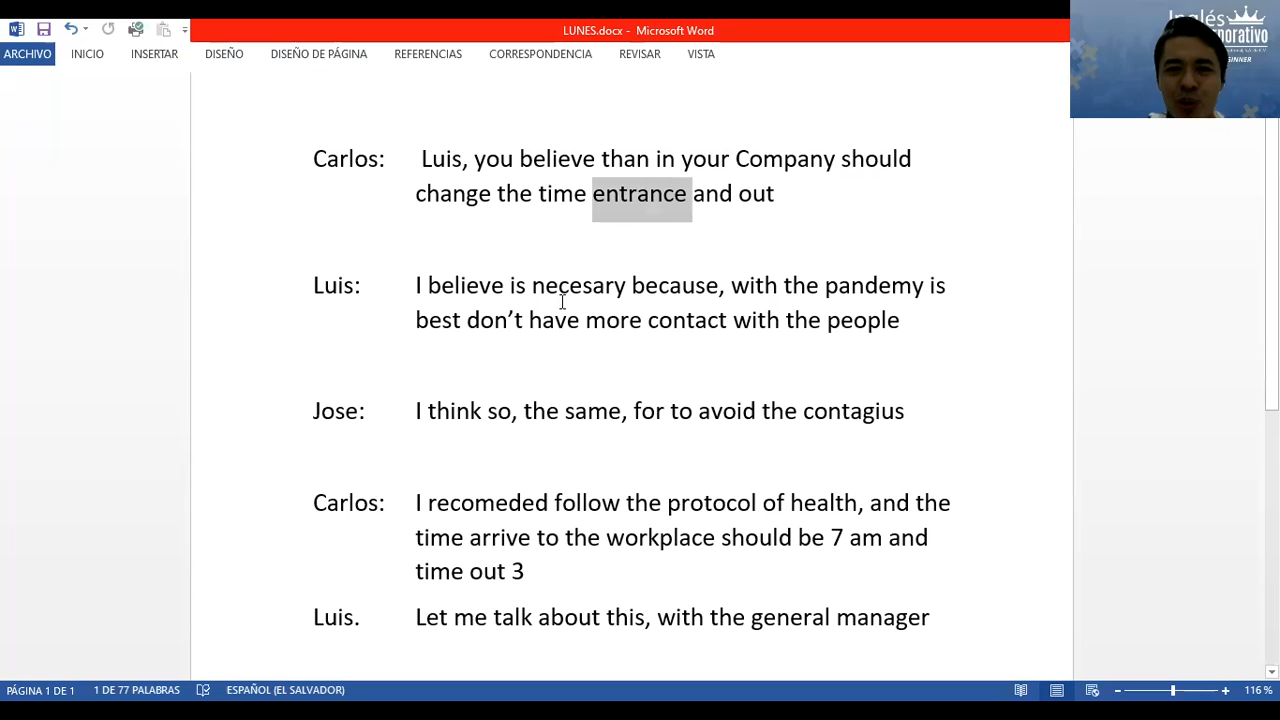 LUNES.docx - Microsoft Word
ARCHIVO INICIO INSERTAR DISEÑO DISEÑO DE PÁGINA REFERENCIAS CORRESPONDENCIA REVISAR VISTA
Inglés
Carlos: Luis, you believe than in your Company should
change the time entrance and out
Luis: I believe is necesary because, with the pandemy is
best don’t have more contact with the people
Jose: I think so, the same, for to avoid the contagius
Carlos: I recomeded follow the protocol of health, and the
time arrive to the workplace should be 7 am and
time out 3
Luis. Let me talk about this, with the general manager
PÁGINA 1 DE 1 1 DE 77 PALABRAS ESPAÑOL (EL SALVADOR) 116 %